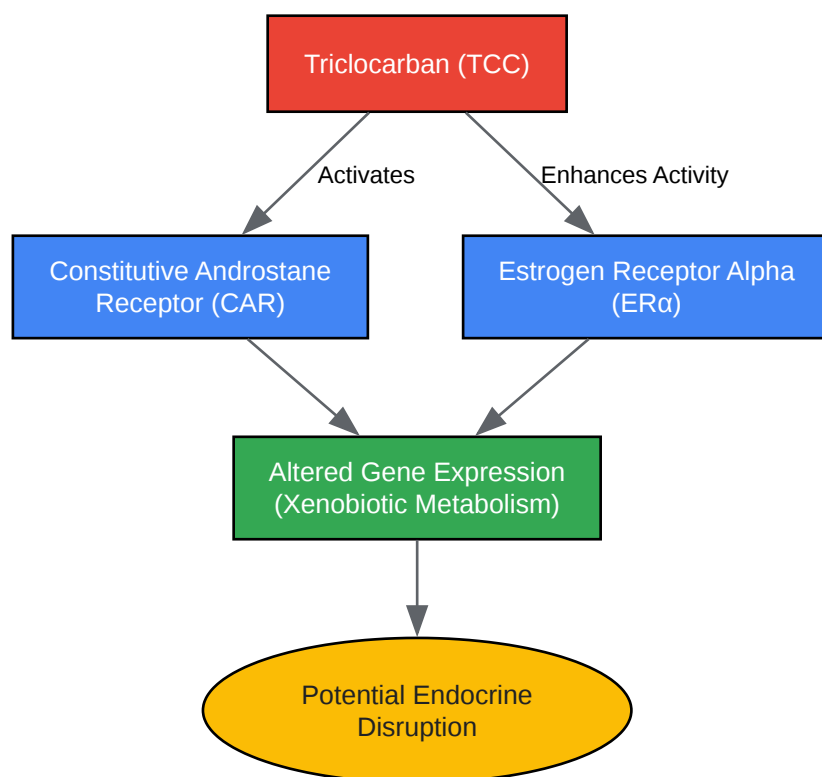 Triclocarban (TCC)
Activates
Enhances Activity
Constitutive Androstane
Receptor (CAR)
Estrogen Receptor Alpha
(ERα)
Altered Gene Expression
(Xenobiotic Metabolism)
Potential Endocrine
Disruption